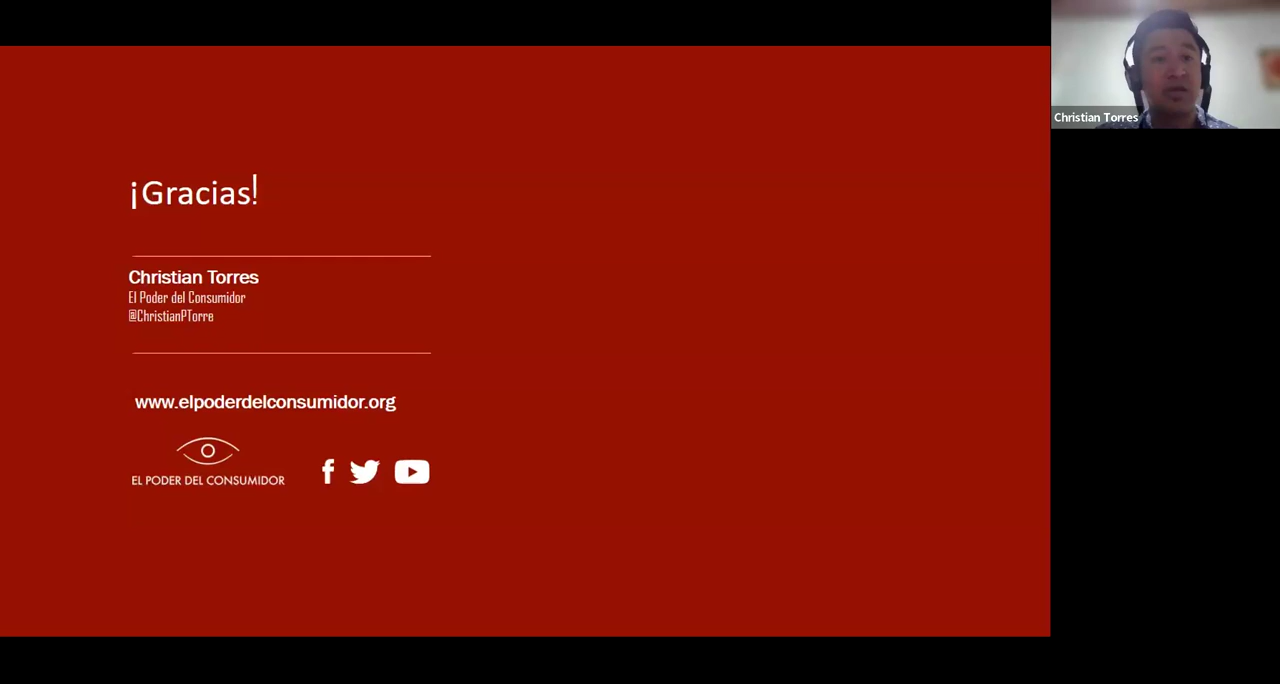 ¡Gracias!
Christian Torres
El Poder del Consumidor
@ChristianPTorre
www.elpoderdelconsumidor.org
EL PODER DEL CONSUMIDOR
Christian Torres